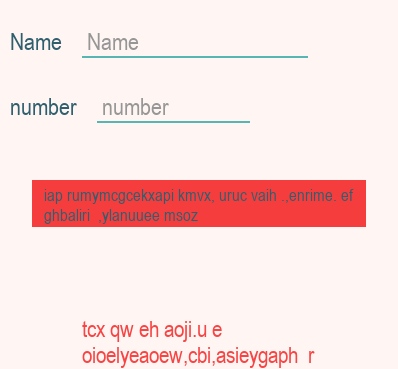 Name Name
number number
iap rumymcgcekxapi kmvx, uruc vaih .,enrime. ef
ghbaliri ,ylanuuee msoz
tcx qw eh aoji.u e
oioelyeaoew,cbi,asieygaph r